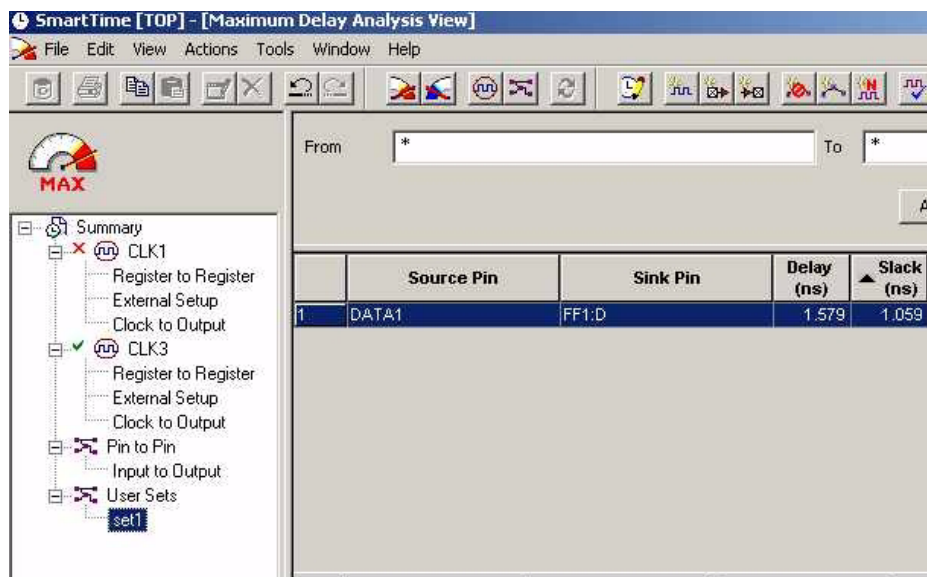 SmartTime [TOP] - [Maximum Delay Analysis View]
File Edit View Actions Tools Window Help
MAX
From * To *
Summary
CLK1
Register to Register
External Setup
Clock to Output
CLK3
Register to Register
External Setup
Clock to Output
Pin to Pin
Input to Output
User Sets
set1
Source Pin Sink Pin Delay (ns) Slack (ns)
1 DATA1 FF1:D 1.579 1.059